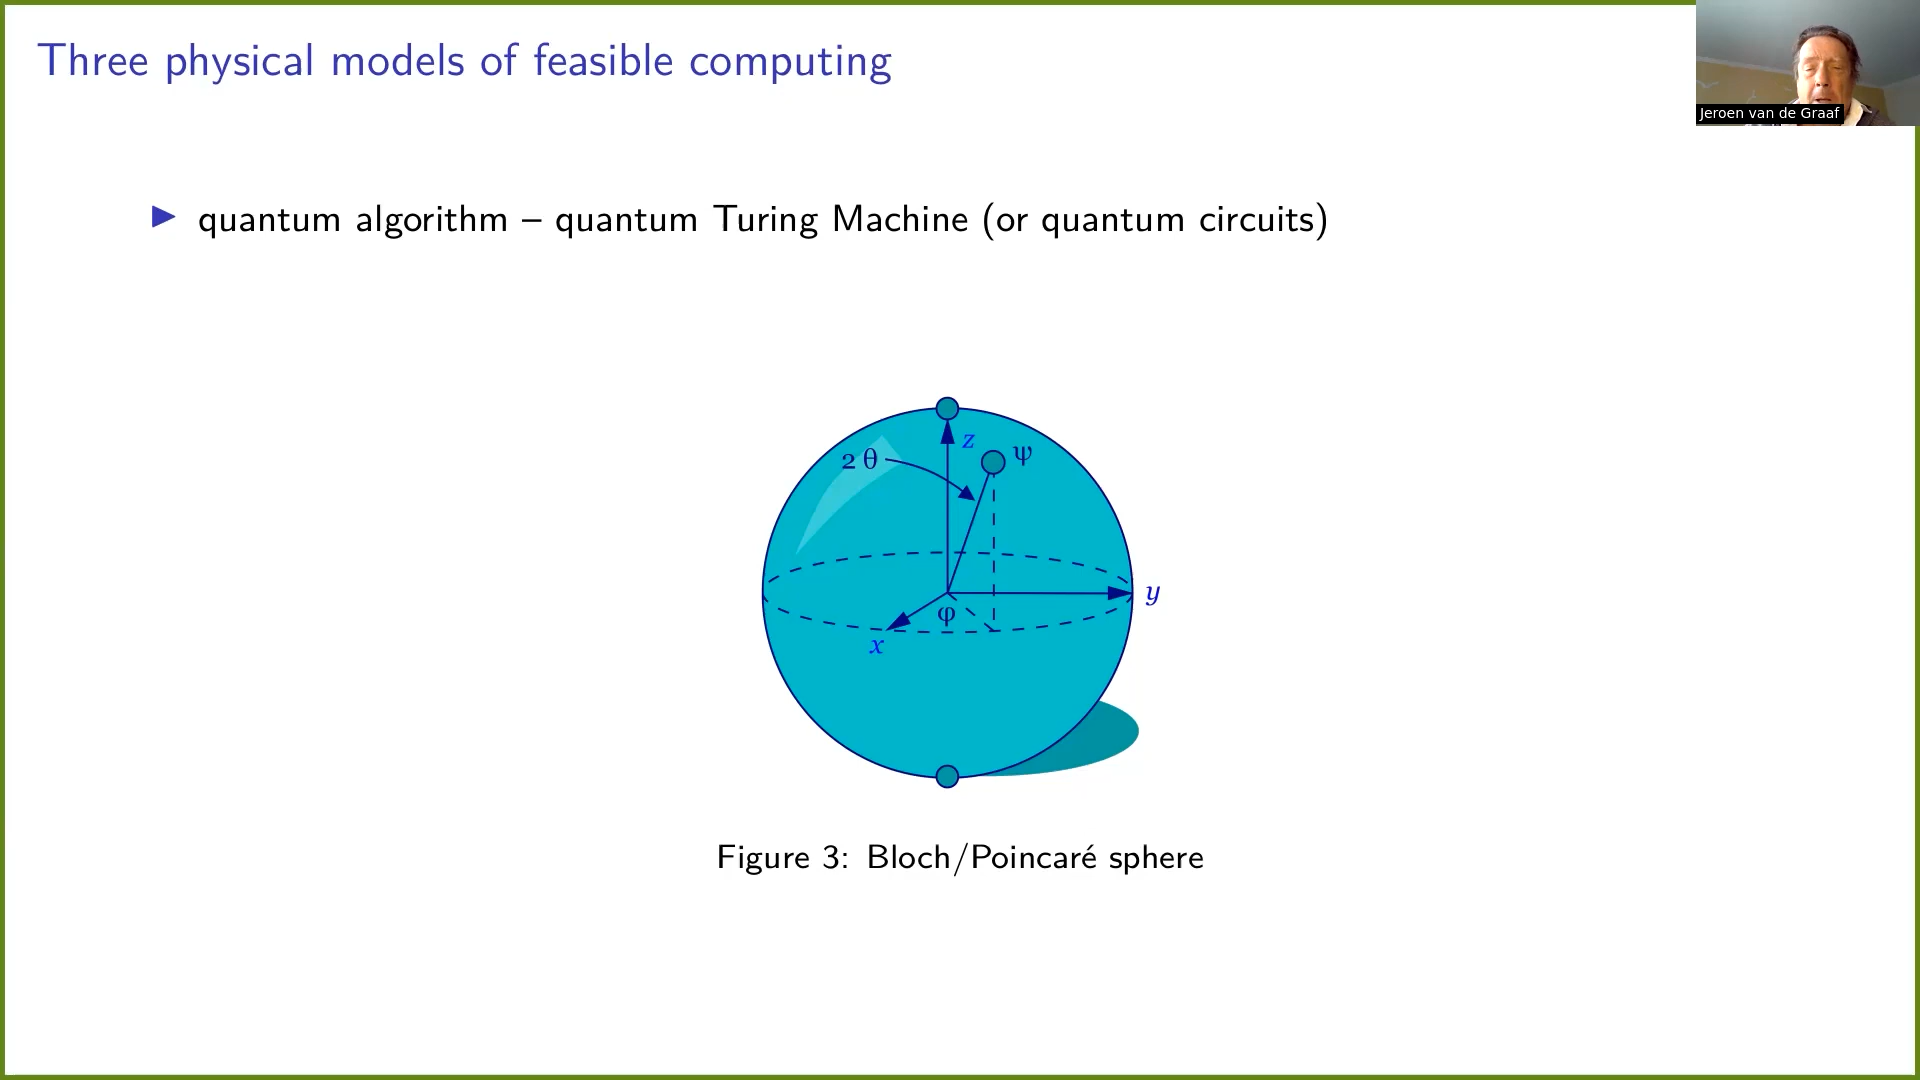 Three physical models of feasible computing
Jeroen van de Graaf
▶ quantum algorithm – quantum Turing Machine (or quantum circuits)
z
2 θ
ψ
y
φ
x
Figure 3: Bloch/Poincaré sphere